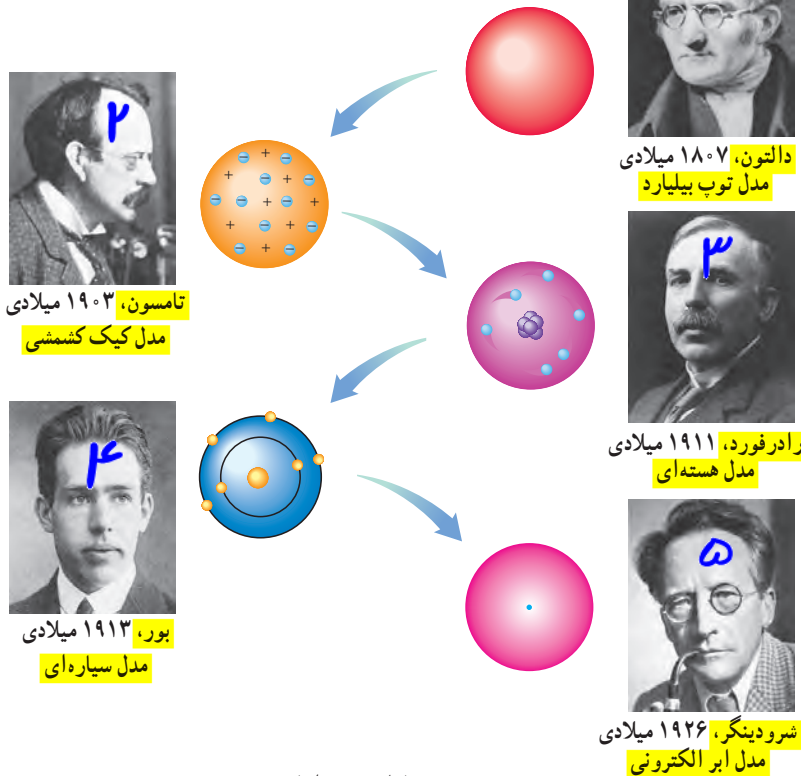 دالتون، ۱۸۰۷ میلادی
مدل توپ بیلیارد
۲
تامسون، ۱۹۰۳ میلادی
مدل کیک کشمشی
۳
رادرفورد، ۱۹۱۱ میلادی
مدل هسته‌ای
۴
بور، ۱۹۱۳ میلادی
مدل سیاره‌ای
۵
شرودینگر، ۱۹۲۶ میلادی
مدل ابر الکترونی